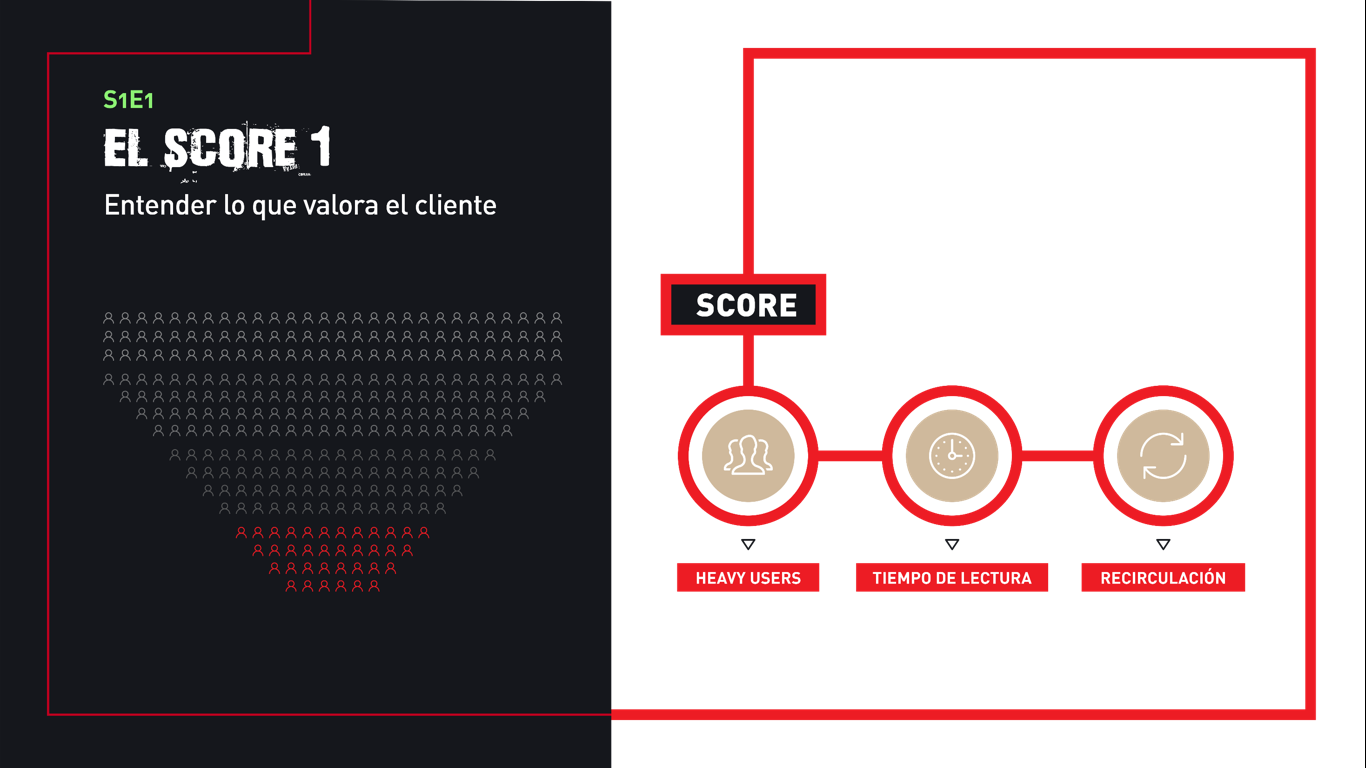 S1E1
EL SCORE 1
Entender lo que valora el cliente
SCORE
HEAVY USERS
TIEMPO DE LECTURA
RECIRCULACIÓN